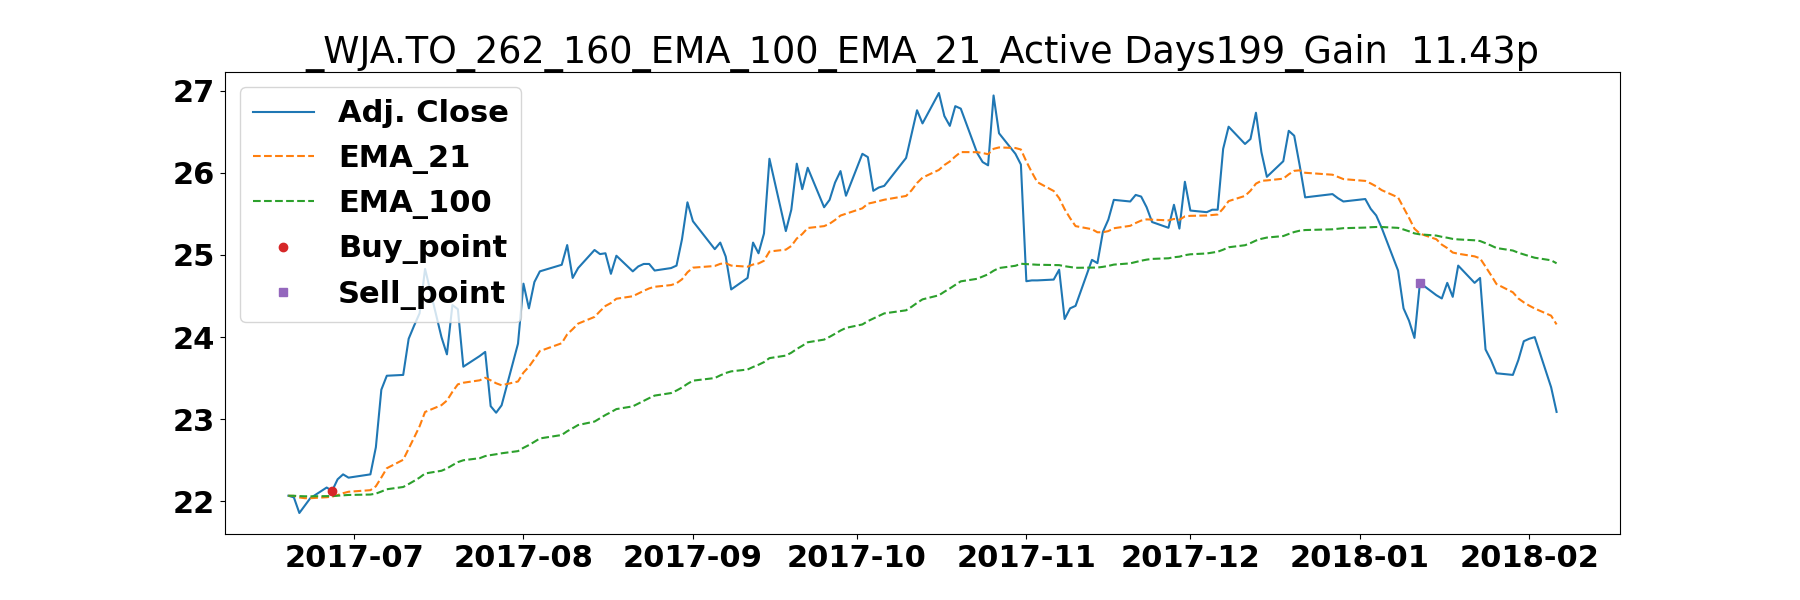 _WJA.TO_262_160_EMA_100_EMA_21_Active Days199_Gain  11.43p
27
26
25
24
23
22
Adj. Close
EMA_21
EMA_100
Buy_point
Sell_point
2017-07 2017-08 2017-09 2017-10 2017-11 2017-12 2018-01 2018-02